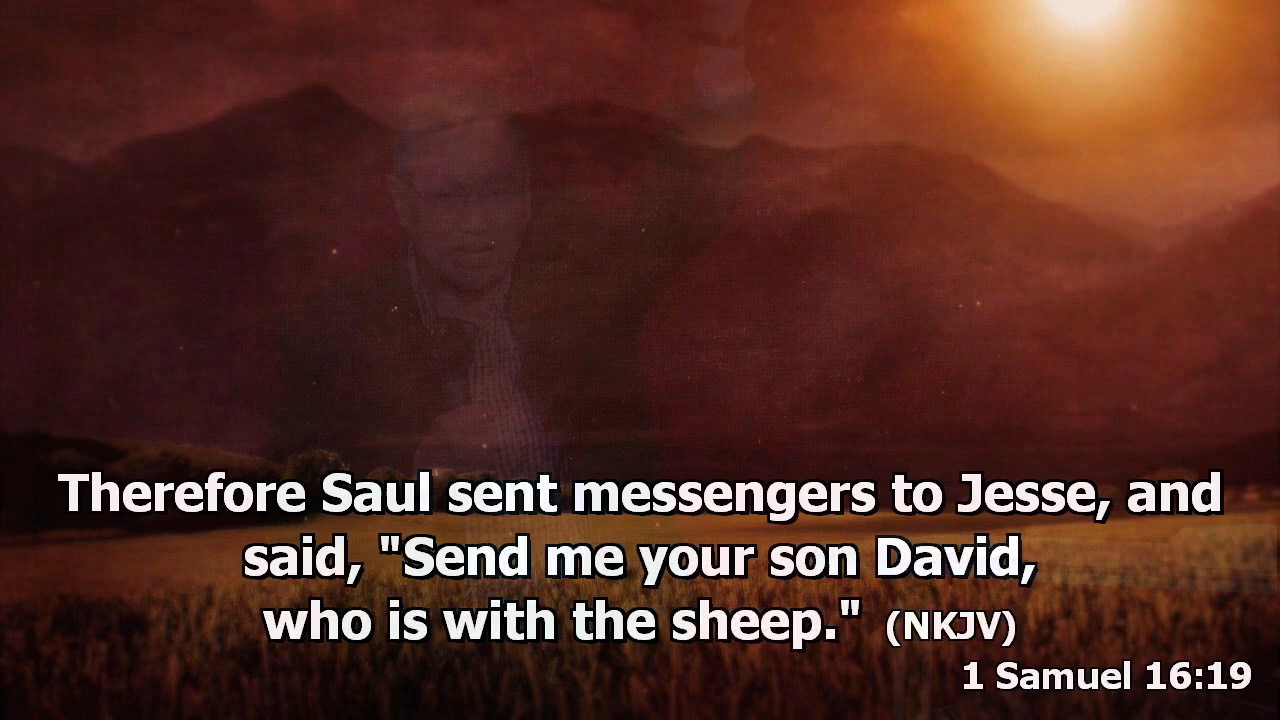 Therefore Saul sent messengers to Jesse, and
said, "Send me your son David,
who is with the sheep." (NKJV)
1 Samuel 16:19